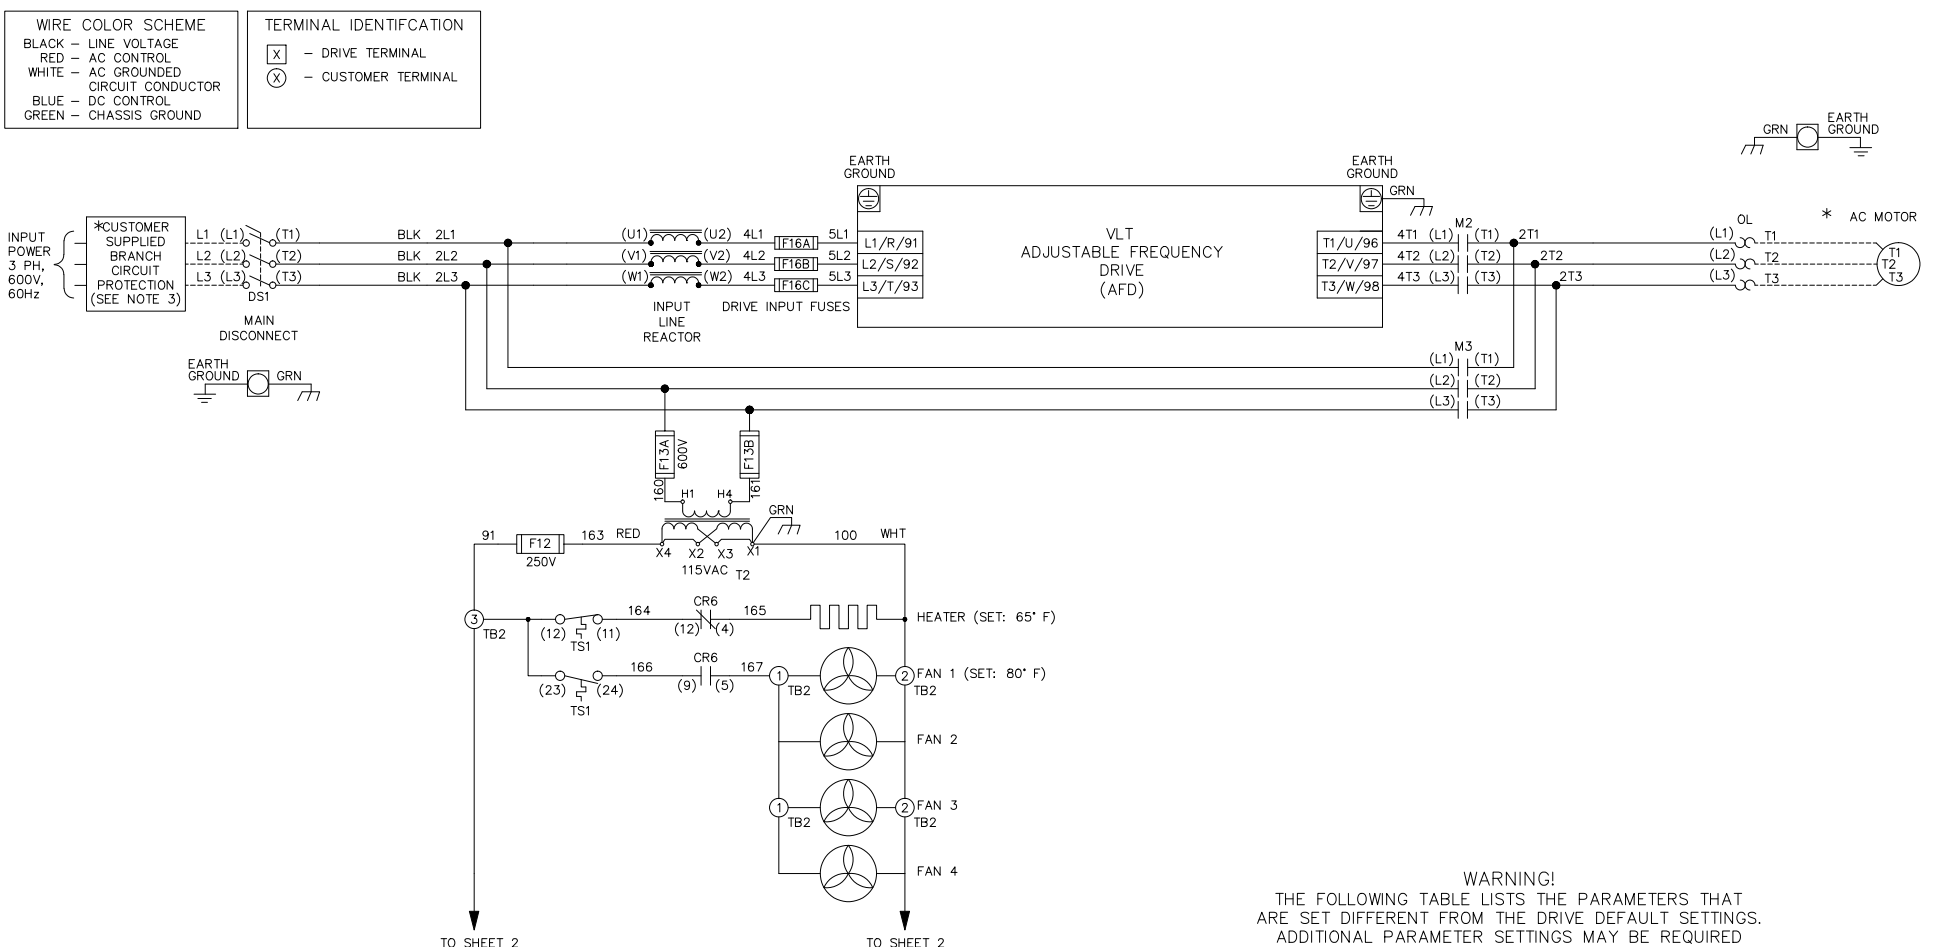 WIRE COLOR SCHEME
BLACK – LINE VOLTAGE
RED – AC CONTROL
WHITE – AC GROUNDED
CIRCUIT CONDUCTOR
BLUE – DC CONTROL
GREEN – CHASSIS GROUND
TERMINAL IDENTIFCATION
X – DRIVE TERMINAL
X – CUSTOMER TERMINAL
GRN
EARTH
GROUND
INPUT
POWER
3 PH,
600V,
60Hz
*CUSTOMER
SUPPLIED
BRANCH
CIRCUIT
PROTECTION
(SEE NOTE 3)
L1 (L1) (T1) BLK 2L1 (U1) (U2) 4L1 F16A 5L1
L2 (L2) (T2) BLK 2L2 (V1) (V2) 4L2 F16B 5L2
L3 (L3) (T3) BLK 2L3 (W1) (W2) 4L3 F16C 5L3
DS1
MAIN
DISCONNECT
INPUT
LINE
REACTOR
DRIVE INPUT FUSES
EARTH
GROUND
GRN
EARTH
GROUND
L1/R/91
L2/S/92
L3/T/93
VLT
ADJUSTABLE FREQUENCY
DRIVE
(AFD)
EARTH
GROUND
GRN
T1/U/96
T2/V/97
T3/W/98
M2
4T1 (L1) (T1) 2T1
4T2 (L2) (T2) 2T2
4T3 (L3) (T3) 2T3
OL
(L1) T1
(L2) T2
(L3) T3
* AC MOTOR
T1
T2
T3
M3
(L1) (T1)
(L2) (T2)
(L3) (T3)
F13A
600V
F13B
160
161
H1 H4
GRN
91 F12 163 RED
250V
X4 X2 X3 X1
100 WHT
115VAC T2
3
TB2
(12) (11)
TS1
164
CR6
(12) (4)
165
HEATER (SET: 65° F)
(23) (24)
TS1
166
CR6
(9) (5)
167
1
TB2
2
TB2
FAN 1 (SET: 80° F)
FAN 2
1
TB2
2
TB2
FAN 3
FAN 4
TO SHEET 2
TO SHEET 2
WARNING!
THE FOLLOWING TABLE LISTS THE PARAMETERS THAT
ARE SET DIFFERENT FROM THE DRIVE DEFAULT SETTINGS.
ADDITIONAL PARAMETER SETTINGS MAY BE REQUIRED